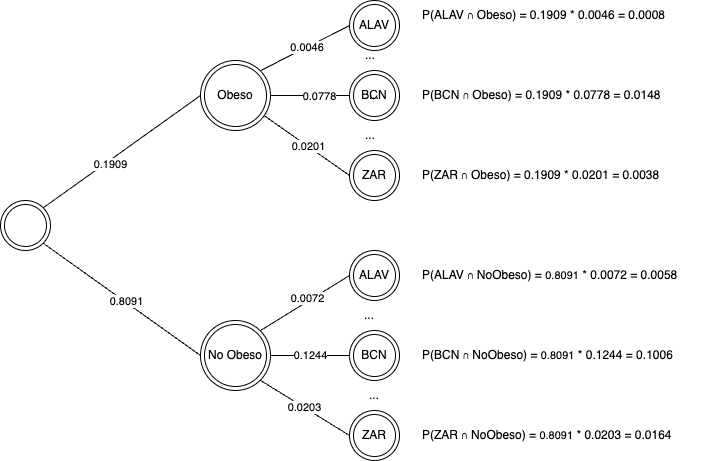 ALAV
P(ALAV ∩ Obeso) = 0.1909 * 0.0046 = 0.0008
0.0046
...
Obeso
0.0778
BCN
P(BCN ∩ Obeso) = 0.1909 * 0.0778 = 0.0148
...
0.0201
0.1909
ZAR
P(ZAR ∩ Obeso) = 0.1909 * 0.0201 = 0.0038
ALAV
P(ALAV ∩ NoObeso) = 0.8091 * 0.0072 = 0.0058
0.8091
0.0072
...
No Obeso
0.1244
BCN
P(BCN ∩ NoObeso) = 0.8091 * 0.1244 = 0.1006
...
0.0203
ZAR
P(ZAR ∩ NoObeso) = 0.8091 * 0.0203 = 0.0164